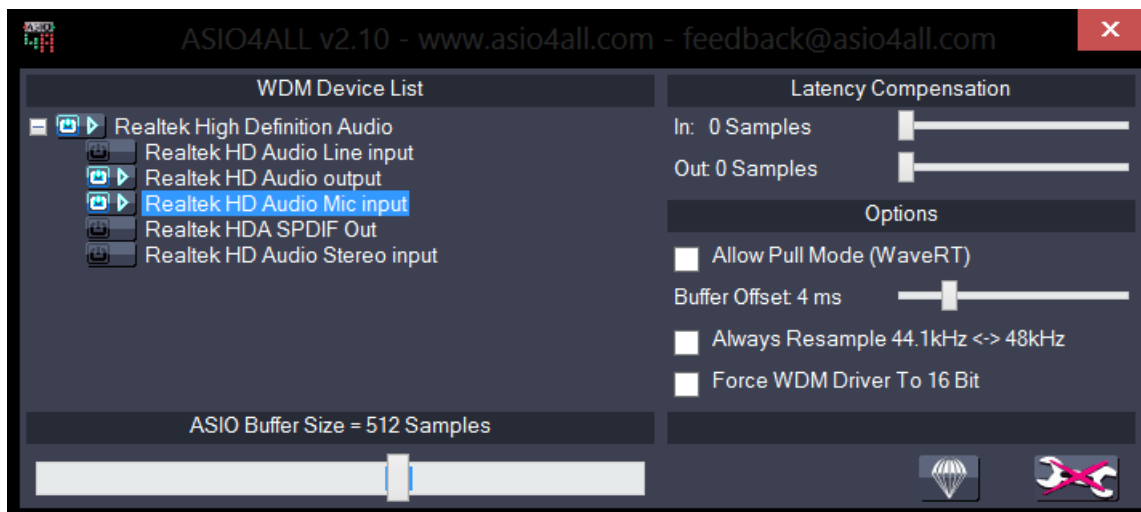 ASIO4ALL v2.10 - www.asio4all.com - feedback@asio4all.com
WDM Device List
Realtek High Definition Audio
Realtek HD Audio Line input
Realtek HD Audio output
Realtek HD Audio Mic input
Realtek HDA SPDIF Out
Realtek HD Audio Stereo input
ASIO Buffer Size = 512 Samples
Latency Compensation
In: 0 Samples
Out: 0 Samples
Options
Allow Pull Mode (WaveRT)
Buffer Offset: 4 ms
Always Resample 44.1kHz <-> 48kHz
Force WDM Driver To 16 Bit